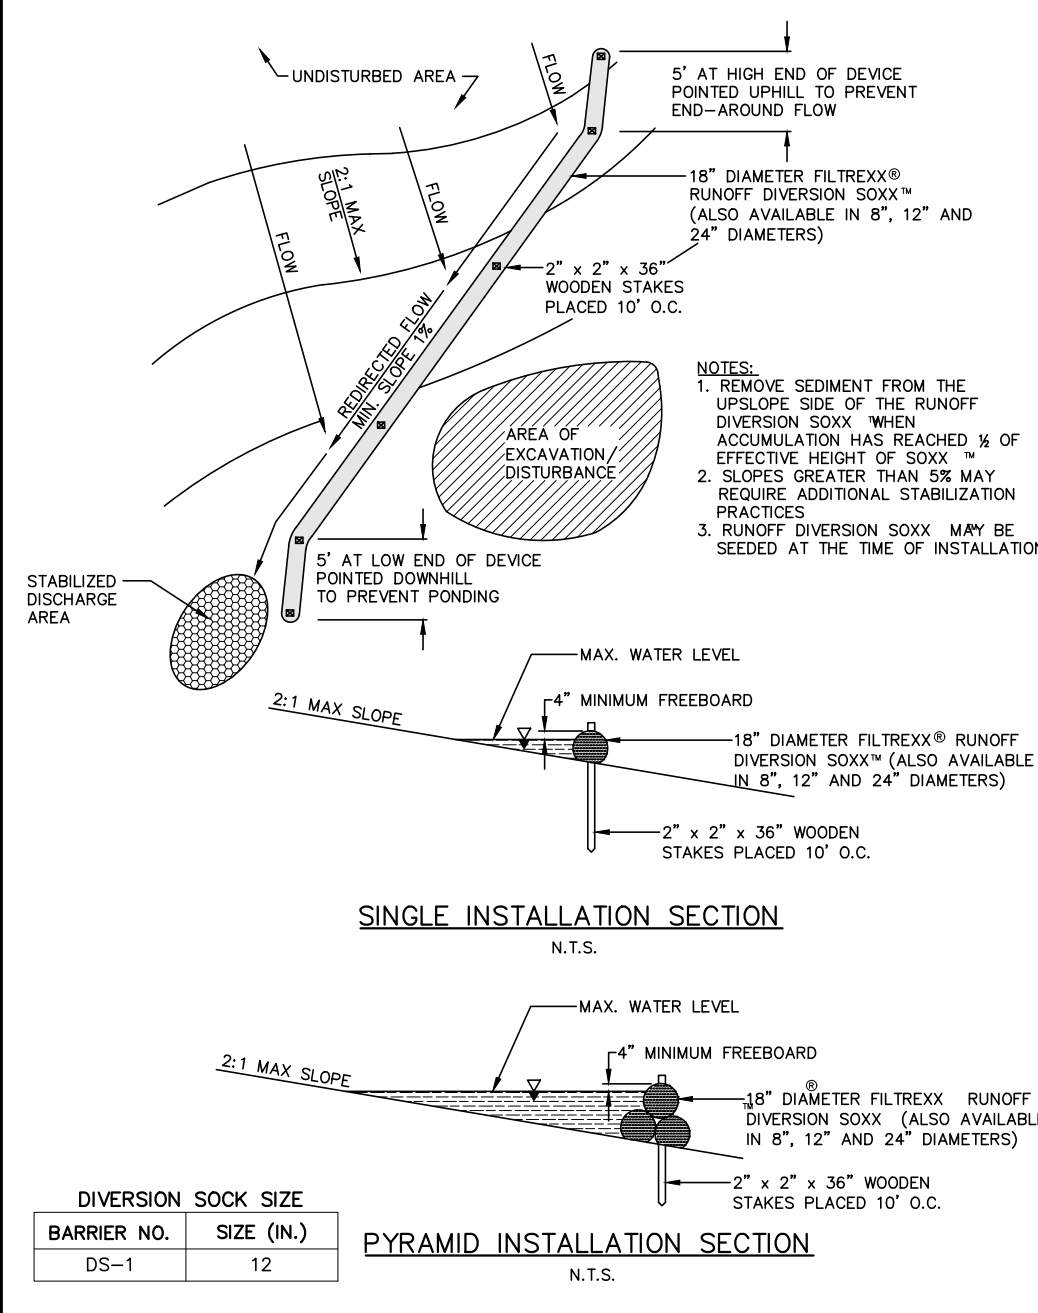 UNDISTURBED AREA
FLOW
5' AT HIGH END OF DEVICE
POINTED UPHILL TO PREVENT
END-AROUND FLOW
2:1 MAX
SLOPE
FLOW
FLOW
18" DIAMETER FILTREXX®
RUNOFF DIVERSION SOXX™
(ALSO AVAILABLE IN 8", 12" AND
24" DIAMETERS)
2" x 2" x 36"
WOODEN STAKES
PLACED 10' O.C.
REDIRECTED FLOW
MIN. SLOPE 1%
AREA OF
EXCAVATION/
DISTURBANCE
NOTES:
1. REMOVE SEDIMENT FROM THE
UPSLOPE SIDE OF THE RUNOFF
DIVERSION SOXX ™WHEN
ACCUMULATION HAS REACHED ½ OF
EFFECTIVE HEIGHT OF SOXX ™
2. SLOPES GREATER THAN 5% MAY
REQUIRE ADDITIONAL STABILIZATION
PRACTICES
3. RUNOFF DIVERSION SOXX ™ MAY BE
SEEDED AT THE TIME OF INSTALLATION
5' AT LOW END OF DEVICE
POINTED DOWNHILL
TO PREVENT PONDING
STABILIZED
DISCHARGE
AREA
MAX. WATER LEVEL
4" MINIMUM FREEBOARD
2:1 MAX SLOPE
18" DIAMETER FILTREXX® RUNOFF
DIVERSION SOXX™ (ALSO AVAILABLE
IN 8", 12" AND 24" DIAMETERS)
2" x 2" x 36" WOODEN
STAKES PLACED 10' O.C.
SINGLE INSTALLATION SECTION
N.T.S.
MAX. WATER LEVEL
4" MINIMUM FREEBOARD
2:1 MAX SLOPE
18" DIAMETER FILTREXX ® RUNOFF
DIVERSION SOXX ™ (ALSO AVAILABLE
IN 8", 12" AND 24" DIAMETERS)
2" x 2" x 36" WOODEN
STAKES PLACED 10' O.C.
PYRAMID INSTALLATION SECTION
N.T.S.
DIVERSION SOCK SIZE
BARRIER NO. SIZE (IN.)
DS-1 12